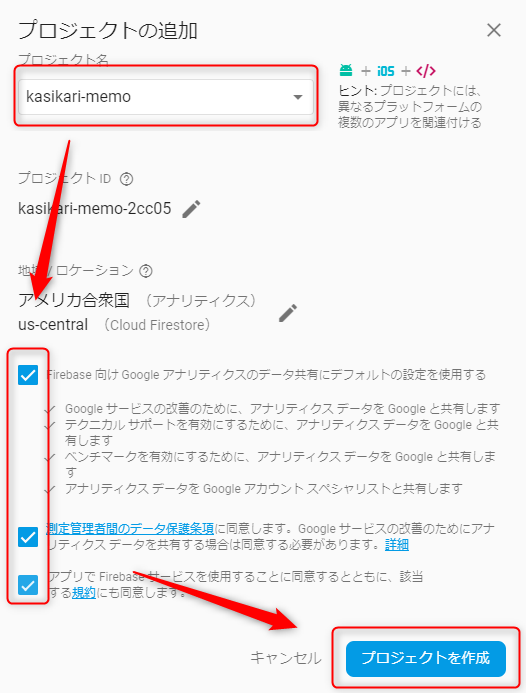 プロジェクトの追加
プロジェクト名
kasikari-memo
+ iOS + </>
ヒント: プロジェクトには、
異なるプラットフォームの
複数のアプリを関連付ける
プロジェクト ID
kasikari-memo-2cc05
地域 / ロケーション
アメリカ合衆国 （アナリティクス）
us-central （Cloud Firestore）
Firebase 向け Google アナリティクスのデータ共有にデフォルトの設定を使用する
Google サービスの改善のために、アナリティクス データを Google と共有します
テクニカル サポートを有効にするために、アナリティクス データを Google と共
有します
ベンチマークを有効にするために、アナリティクス データを Google と共有しま
す
アナリティクス データを Google アカウント スペシャリストと共有します
測定管理者間のデータ保護条項に同意します。Google サービスの改善のためにアナ
リティクス データを共有する場合は同意する必要があります。詳細
アプリで Firebase サービスを使用することに同意するとともに、該当
する規約にも同意します。
キャンセル
プロジェクトを作成